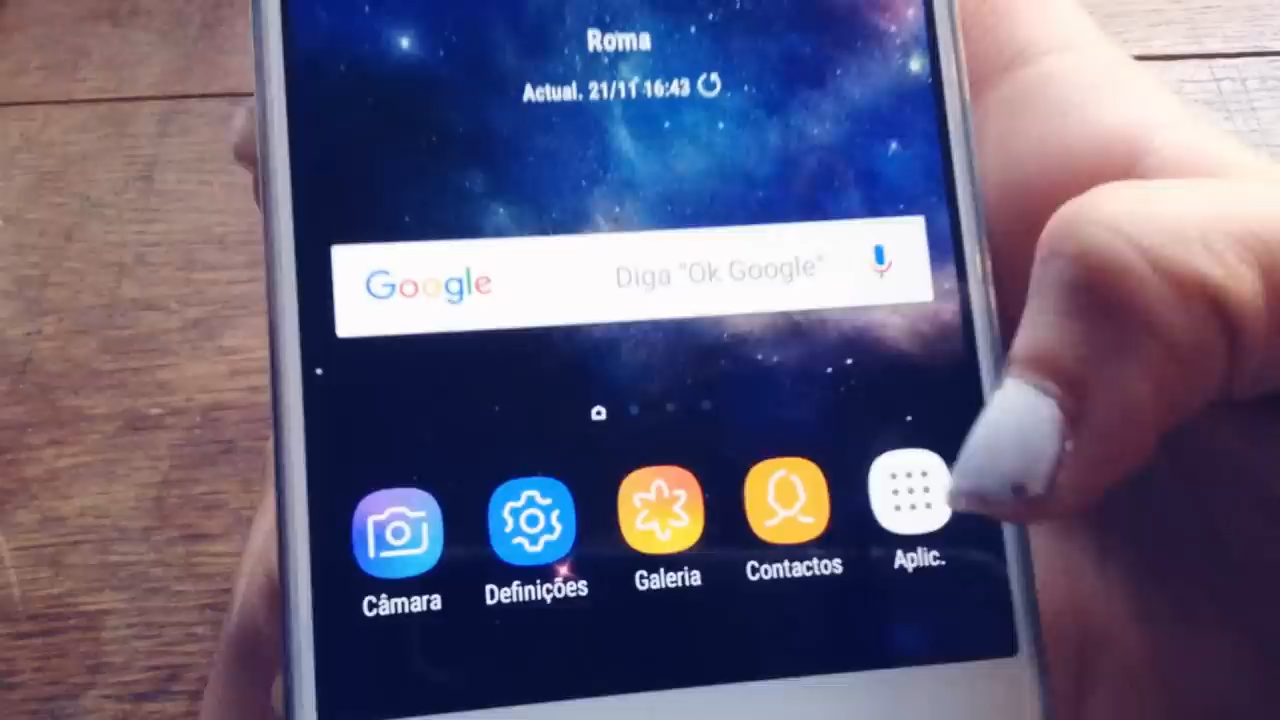 Roma
Actual. 21/11 16:43
Google Diga "Ok Google"
Câmara Definições Galeria Contactos Aplic.